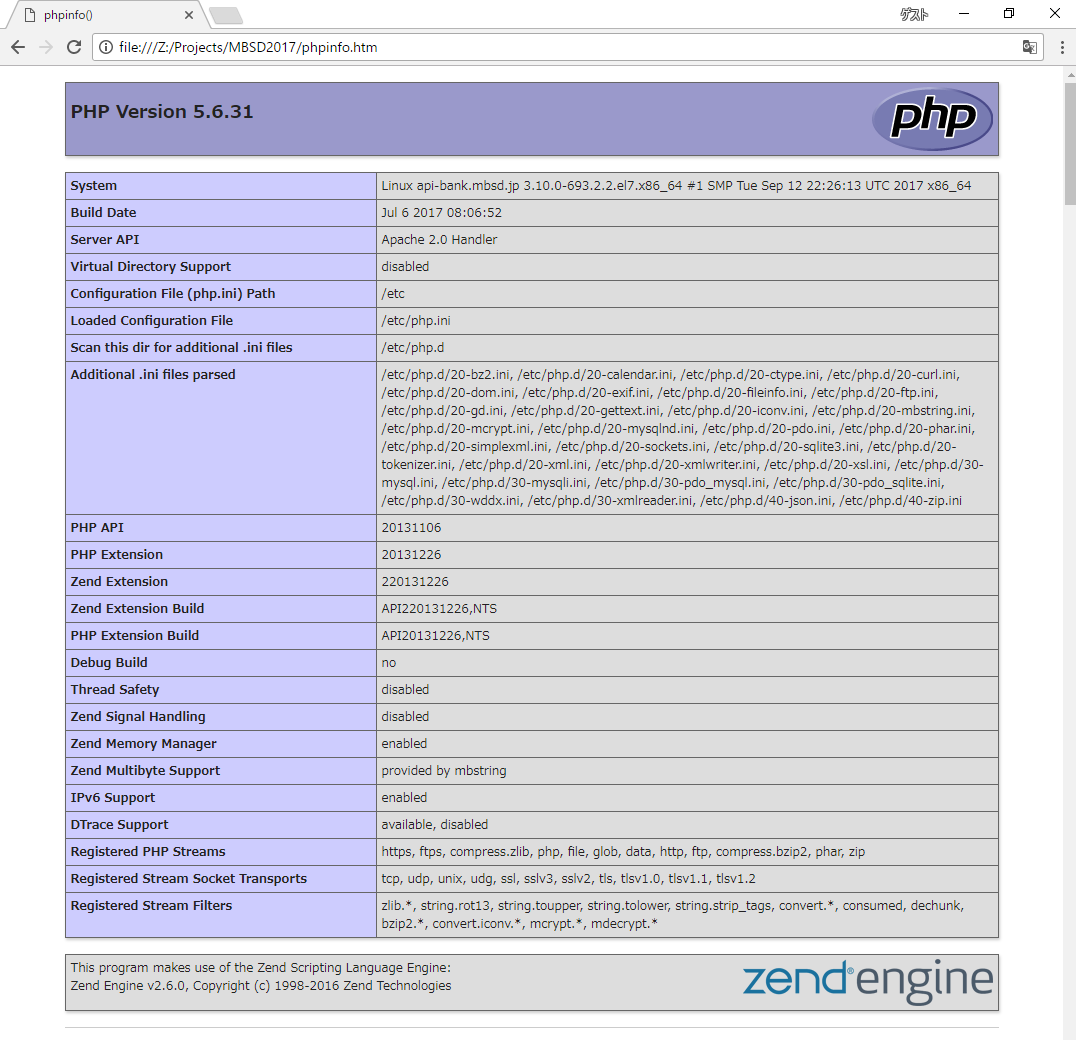 phpinfo()
ゲスト
file:///Z:/Projects/MBSD2017/phpinfo.htm
PHP Version 5.6.31
php
System Linux api-bank.mbsd.jp 3.10.0-693.2.2.el7.x86_64 #1 SMP Tue Sep 12 22:26:13 UTC 2017 x86_64
Build Date Jul 6 2017 08:06:52
Server API Apache 2.0 Handler
Virtual Directory Support disabled
Configuration File (php.ini) Path /etc
Loaded Configuration File /etc/php.ini
Scan this dir for additional .ini files /etc/php.d
Additional .ini files parsed /etc/php.d/20-bz2.ini, /etc/php.d/20-calendar.ini, /etc/php.d/20-ctype.ini, /etc/php.d/20-curl.ini,
/etc/php.d/20-dom.ini, /etc/php.d/20-exif.ini, /etc/php.d/20-fileinfo.ini, /etc/php.d/20-ftp.ini,
/etc/php.d/20-gd.ini, /etc/php.d/20-gettext.ini, /etc/php.d/20-iconv.ini, /etc/php.d/20-mbstring.ini,
/etc/php.d/20-mcrypt.ini, /etc/php.d/20-mysqlnd.ini, /etc/php.d/20-pdo.ini, /etc/php.d/20-phar.ini,
/etc/php.d/20-simplexml.ini, /etc/php.d/20-sockets.ini, /etc/php.d/20-sqlite3.ini, /etc/php.d/20-
tokenizer.ini, /etc/php.d/20-xml.ini, /etc/php.d/20-xmlwriter.ini, /etc/php.d/20-xsl.ini, /etc/php.d/30-
mysql.ini, /etc/php.d/30-mysqli.ini, /etc/php.d/30-pdo_mysql.ini, /etc/php.d/30-pdo_sqlite.ini,
/etc/php.d/30-wddx.ini, /etc/php.d/30-xmlreader.ini, /etc/php.d/40-json.ini, /etc/php.d/40-zip.ini
PHP API 20131106
PHP Extension 20131226
Zend Extension 220131226
Zend Extension Build API220131226,NTS
PHP Extension Build API20131226,NTS
Debug Build no
Thread Safety disabled
Zend Signal Handling disabled
Zend Memory Manager enabled
Zend Multibyte Support provided by mbstring
IPv6 Support enabled
DTrace Support available, disabled
Registered PHP Streams https, ftps, compress.zlib, php, file, glob, data, http, ftp, compress.bzip2, phar, zip
Registered Stream Socket Transports tcp, udp, unix, udg, ssl, sslv3, sslv2, tls, tlsv1.0, tlsv1.1, tlsv1.2
Registered Stream Filters zlib.*, string.rot13, string.toupper, string.tolower, string.strip_tags, convert.*, consumed, dechunk,
bzip2.*, convert.iconv.*, mcrypt.*, mdecrypt.*
This program makes use of the Zend Scripting Language Engine:
Zend Engine v2.6.0, Copyright (c) 1998-2016 Zend Technologies
zend® engine